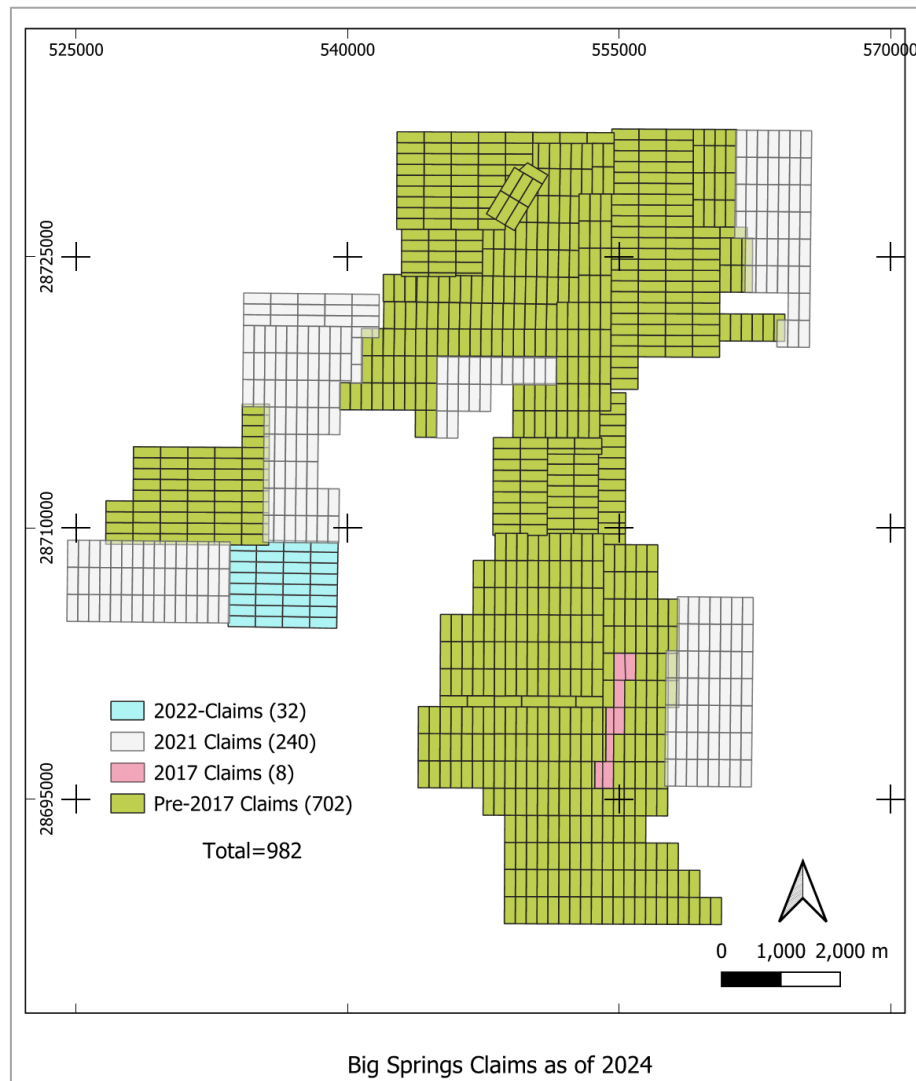 525000 540000 555000 570000
28725000
28710000
28695000
2022-Claims (32)
2021 Claims (240)
2017 Claims (8)
Pre-2017 Claims (702)
Total=982
0 1,000 2,000 m
Big Springs Claims as of 2024